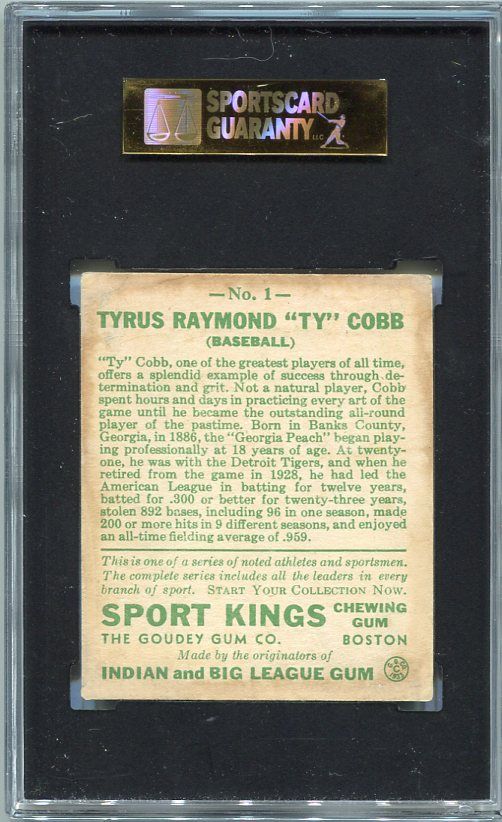 SPORTSCARD
GUARANTY LLC
—No. 1—
TYRUS RAYMOND "TY" COBB
(BASEBALL)
"Ty" Cobb, one of the greatest players of all time,
offers a splendid example of success through de-
termination and grit. Not a natural player, Cobb
spent hours and days in practicing every art of the
game until he became the outstanding all-round
player of the pastime. Born in Banks County,
Georgia, in 1886, the "Georgia Peach" began play-
ing professionally at 18 years of age. At twenty-
one, he was with the Detroit Tigers, and when he
retired from the game in 1928, he had led the
American League in batting for twelve years,
batted for .300 or better for twenty-three years,
stolen 892 bases, including 96 in one season, made
200 or more hits in 9 different seasons, and enjoyed
an all-time fielding average of .959.
This is one of a series of noted athletes and sportsmen.
The complete series includes all the leaders in every
branch of sport. START YOUR COLLECTION NOW.
SPORT KINGS CHEWING GUM
THE GOUDEY GUM CO. BOSTON
Made by the originators of
INDIAN and BIG LEAGUE GUM